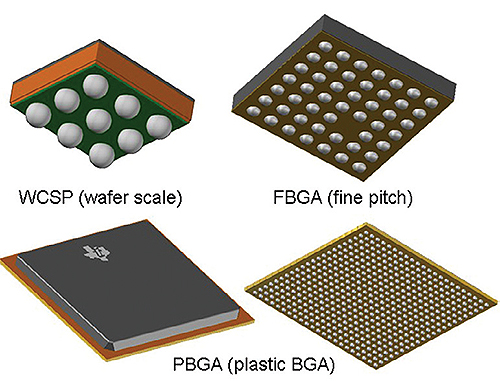 WCSP (wafer scale)
FBGA (fine pitch)
PBGA (plastic BGA)